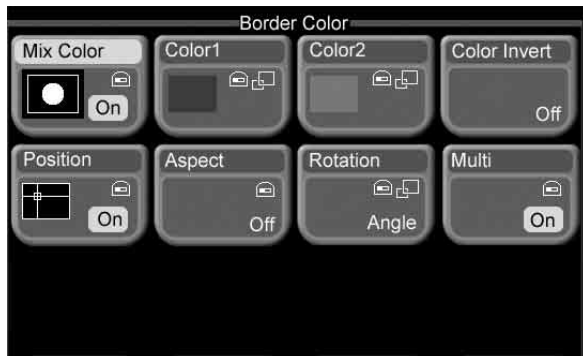 Border Color
Mix Color
On
Color1
Color2
Color Invert
Off
Position
On
Aspect
Off
Rotation
Angle
Multi
On